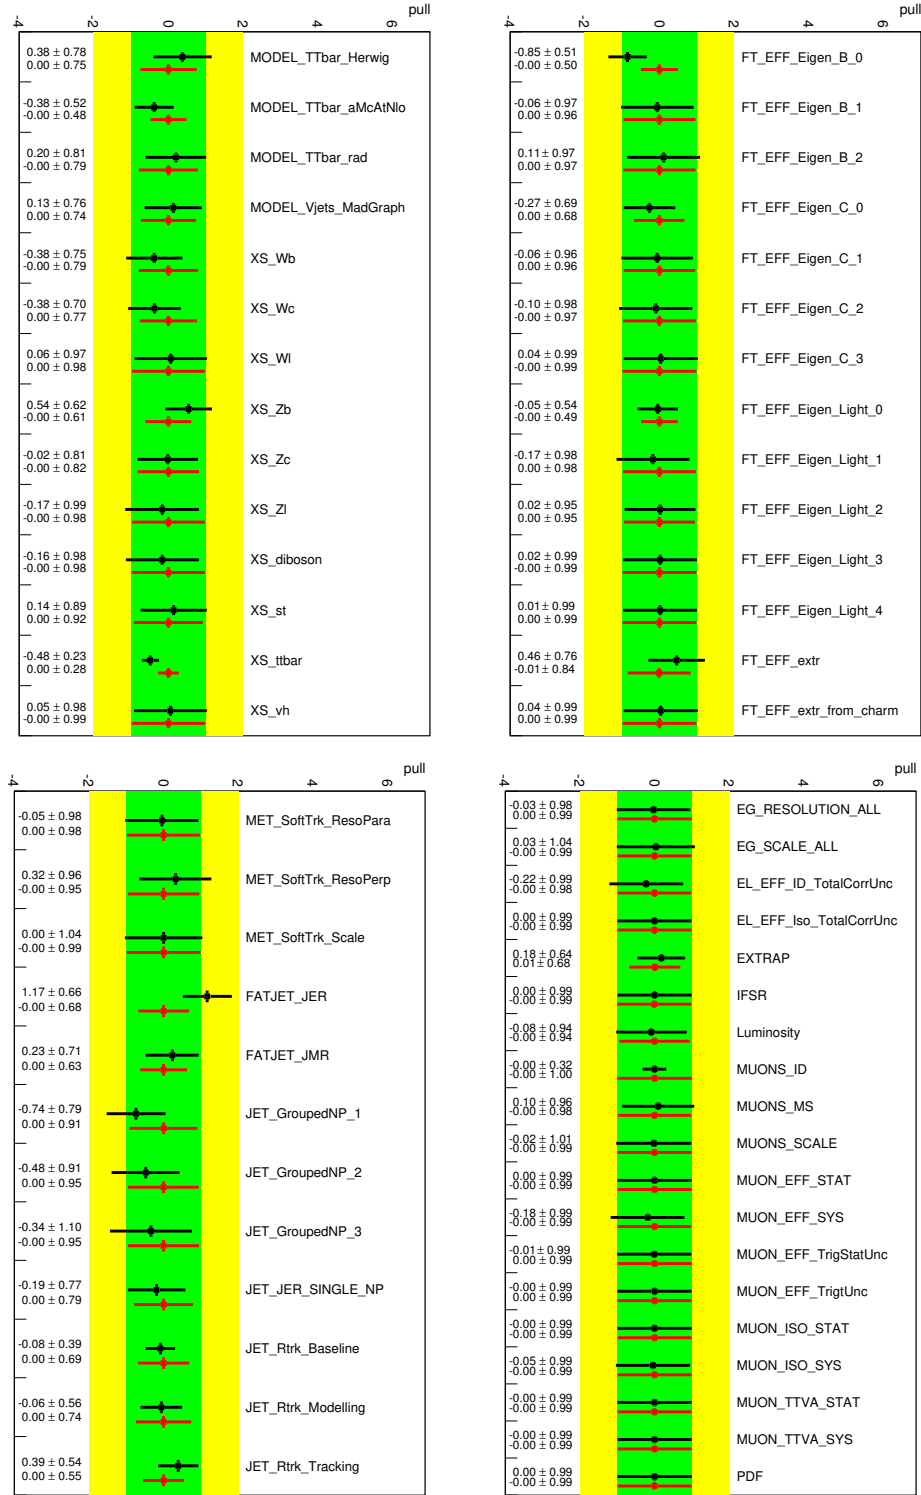 pull
-4 -2 0 2 4 6
0.38 ± 0.78
0.00 ± 0.75
MODEL_TTbar_Herwig
-0.38 ± 0.52
-0.00 ± 0.48
MODEL_TTbar_aMcAtNlo
0.20 ± 0.81
-0.00 ± 0.79
MODEL_TTbar_rad
0.13 ± 0.76
0.00 ± 0.74
MODEL_Vjets_MadGraph
-0.38 ± 0.75
-0.00 ± 0.79
XS_Wb
-0.38 ± 0.70
0.00 ± 0.77
XS_Wc
0.06 ± 0.97
0.00 ± 0.98
XS_Wl
0.54 ± 0.62
-0.00 ± 0.61
XS_Zb
-0.02 ± 0.81
-0.00 ± 0.82
XS_Zc
-0.17 ± 0.99
-0.00 ± 0.98
XS_Zl
-0.16 ± 0.98
-0.00 ± 0.98
XS_diboson
0.14 ± 0.89
0.00 ± 0.92
XS_st
-0.48 ± 0.23
0.00 ± 0.28
XS_ttbar
0.05 ± 0.98
-0.00 ± 0.99
XS_vh
pull
-4 -2 0 2 4 6
-0.85 ± 0.51
-0.00 ± 0.50
FT_EFF_Eigen_B_0
-0.06 ± 0.97
0.00 ± 0.96
FT_EFF_Eigen_B_1
0.11 ± 0.97
-0.00 ± 0.97
FT_EFF_Eigen_B_2
-0.27 ± 0.69
0.00 ± 0.68
FT_EFF_Eigen_C_0
-0.06 ± 0.96
0.00 ± 0.96
FT_EFF_Eigen_C_1
-0.10 ± 0.98
-0.00 ± 0.97
FT_EFF_Eigen_C_2
0.04 ± 0.99
-0.00 ± 0.99
FT_EFF_Eigen_C_3
-0.05 ± 0.54
-0.00 ± 0.49
FT_EFF_Eigen_Light_0
-0.17 ± 0.98
0.00 ± 0.98
FT_EFF_Eigen_Light_1
0.02 ± 0.95
0.00 ± 0.95
FT_EFF_Eigen_Light_2
0.02 ± 0.99
-0.00 ± 0.99
FT_EFF_Eigen_Light_3
0.01 ± 0.99
0.00 ± 0.99
FT_EFF_Eigen_Light_4
0.46 ± 0.76
-0.01 ± 0.84
FT_EFF_extr
0.04 ± 0.99
0.00 ± 0.99
FT_EFF_extr_from_charm
pull
-4 -2 0 2 4 6
-0.05 ± 0.98
0.00 ± 0.98
MET_SoftTrk_ResoPara
0.32 ± 0.96
-0.00 ± 0.95
MET_SoftTrk_ResoPerp
0.00 ± 1.04
-0.00 ± 0.99
MET_SoftTrk_Scale
1.17 ± 0.66
-0.00 ± 0.68
FATJET_JER
0.23 ± 0.71
0.00 ± 0.63
FATJET_JMR
-0.74 ± 0.79
0.00 ± 0.91
JET_GroupedNP_1
-0.48 ± 0.91
0.00 ± 0.95
JET_GroupedNP_2
-0.34 ± 1.10
-0.00 ± 0.95
JET_GroupedNP_3
-0.19 ± 0.77
0.00 ± 0.79
JET_JER_SINGLE_NP
-0.08 ± 0.39
0.00 ± 0.69
JET_Rtrk_Baseline
-0.06 ± 0.56
0.00 ± 0.74
JET_Rtrk_Modelling
0.39 ± 0.54
0.00 ± 0.55
JET_Rtrk_Tracking
pull
-4 -2 0 2 4 6
-0.03 ± 0.98
0.00 ± 0.99
EG_RESOLUTION_ALL
0.03 ± 1.04
-0.00 ± 0.99
EG_SCALE_ALL
-0.22 ± 0.99
-0.00 ± 0.98
EL_EFF_ID_TotalCorrUnc
0.00 ± 0.99
-0.00 ± 0.99
EL_EFF_Iso_TotalCorrUnc
0.18 ± 0.64
0.01 ± 0.68
EXTRAP
0.00 ± 0.99
-0.00 ± 0.99
IFSR
-0.08 ± 0.94
-0.00 ± 0.94
Luminosity
-0.00 ± 0.32
-0.00 ± 1.00
MUONS_ID
0.10 ± 0.96
-0.00 ± 0.98
MUONS_MS
-0.02 ± 1.01
-0.00 ± 0.99
MUONS_SCALE
0.00 ± 0.99
-0.00 ± 0.99
MUON_EFF_STAT
-0.18 ± 0.99
-0.00 ± 0.99
MUON_EFF_SYS
-0.01 ± 0.99
0.00 ± 0.99
MUON_EFF_TrigStatUnc
-0.00 ± 0.99
0.00 ± 0.99
MUON_EFF_TrigtUnc
-0.00 ± 0.99
-0.00 ± 0.99
MUON_ISO_STAT
-0.05 ± 0.99
-0.00 ± 0.99
MUON_ISO_SYS
-0.00 ± 0.99
-0.00 ± 0.99
MUON_TTVA_STAT
-0.00 ± 0.99
-0.00 ± 0.99
MUON_TTVA_SYS
0.00 ± 0.99
-0.00 ± 0.99
PDF